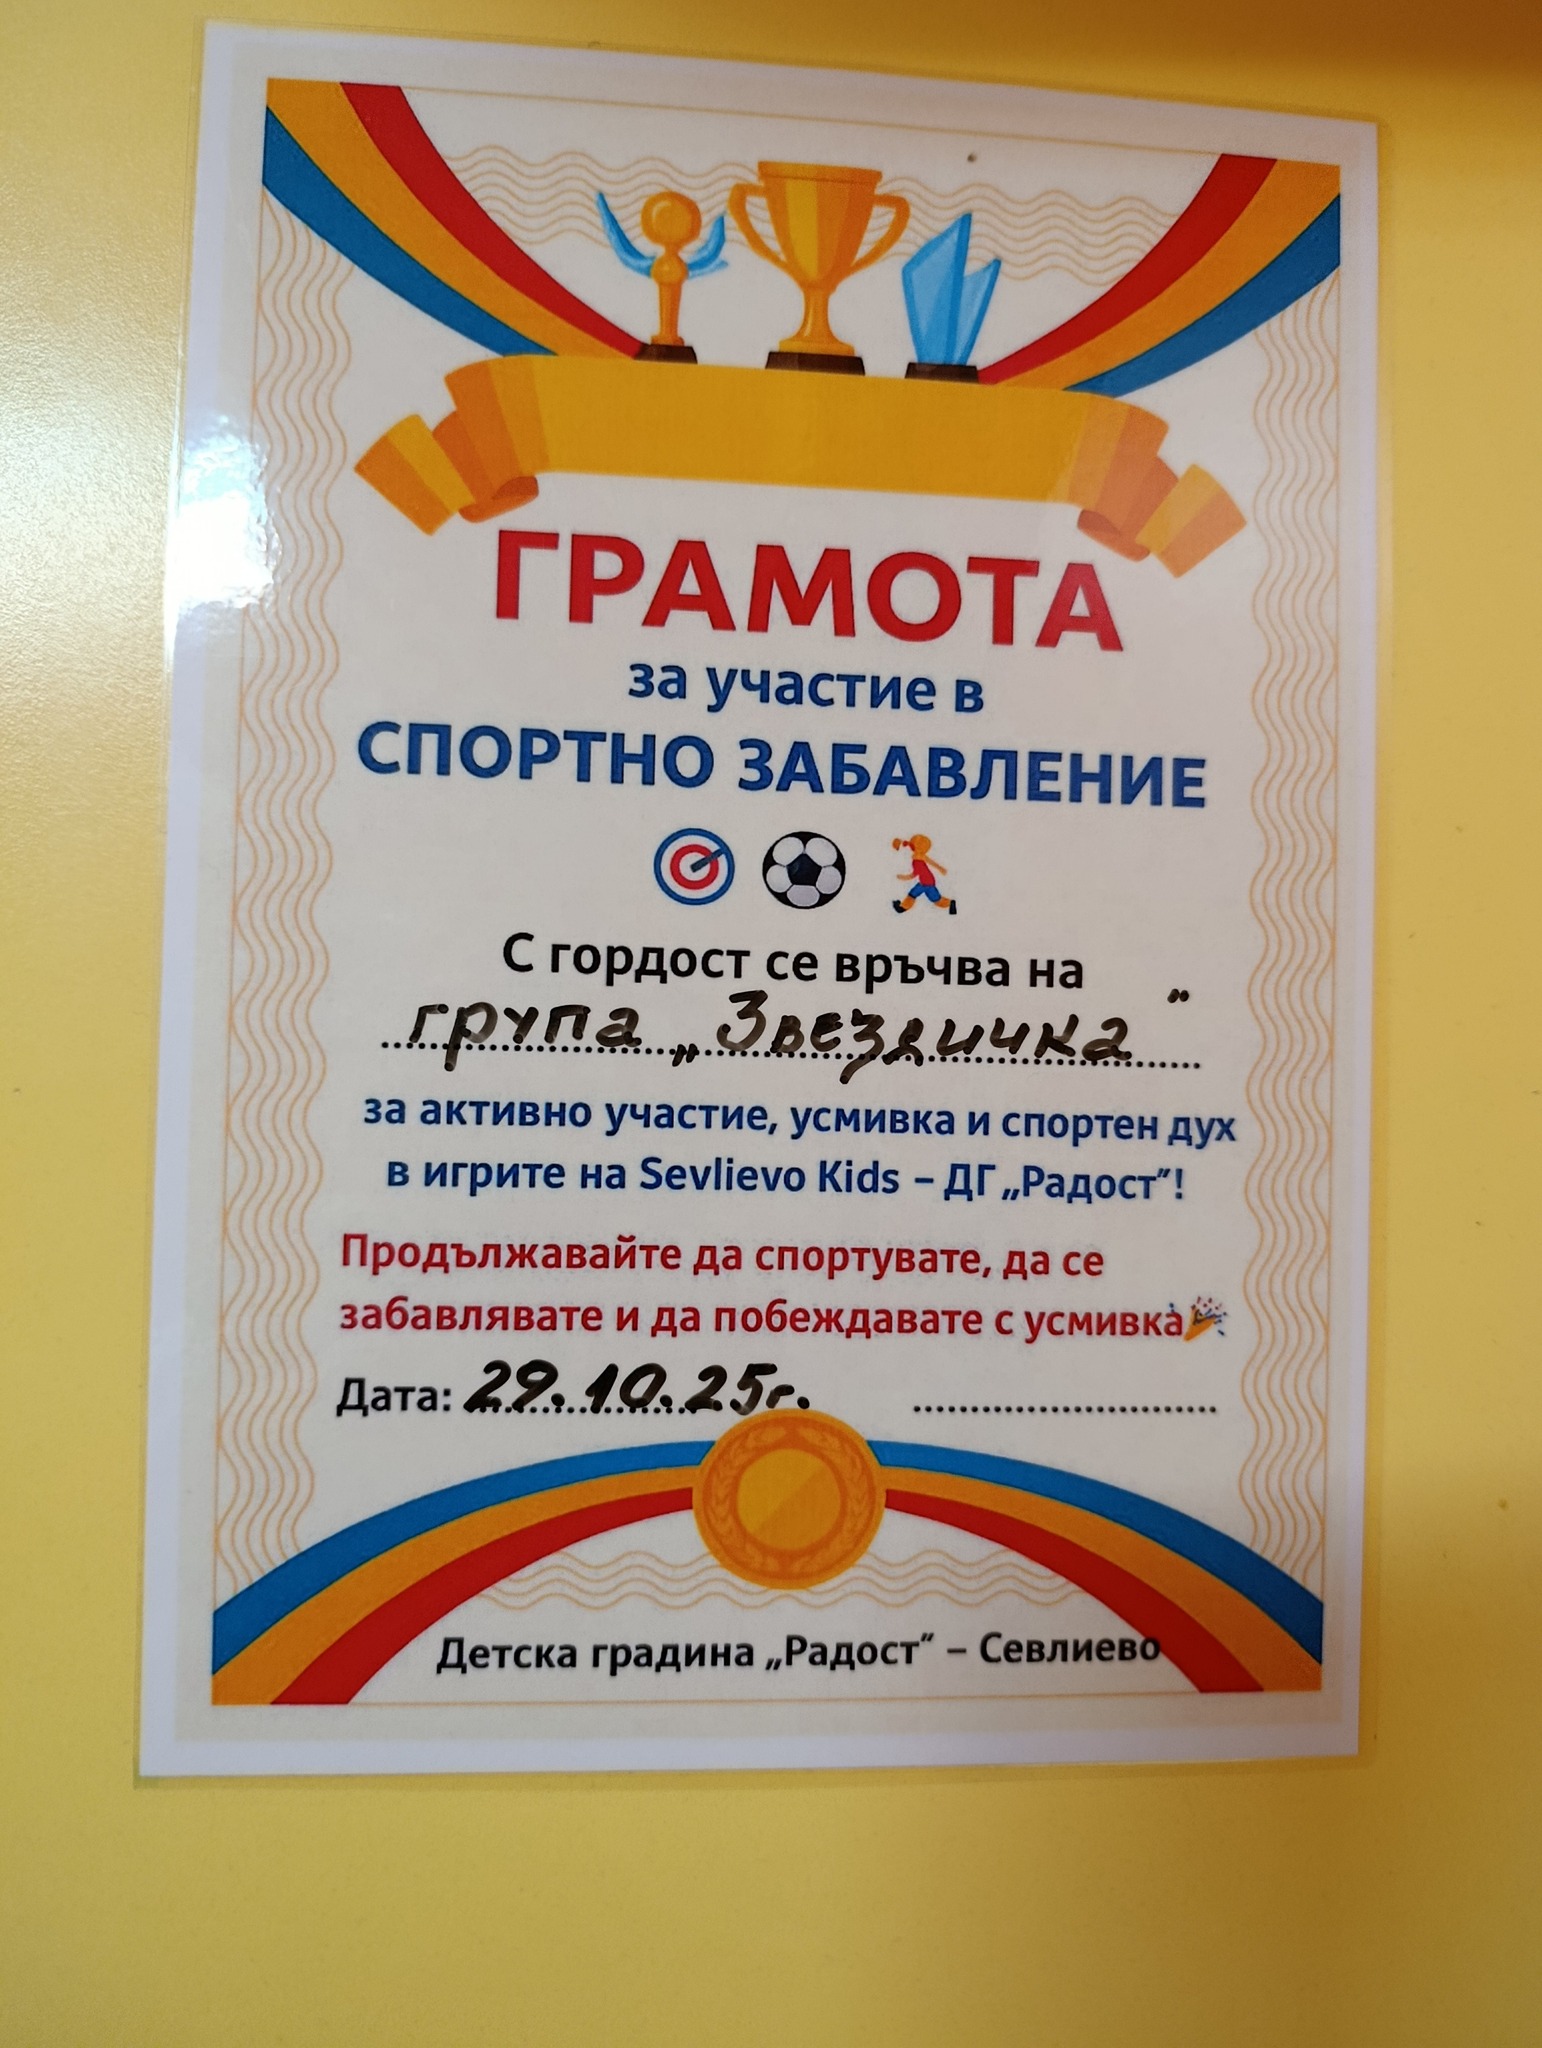 ГРАМОТА
за участие в
СПОРТНО ЗАБАВЛЕНИЕ
С гордост се връчва на
група „Звездичка"
за активно участие, усмивка и спортен дух
в игрите на Sevlievo Kids – ДГ „Радост"!
Продължавайте да спортувате, да се
забавлявате и да побеждавате с усмивка🎉
Дата: 29.10.25г.
Детска градина „Радост" – Севлиево